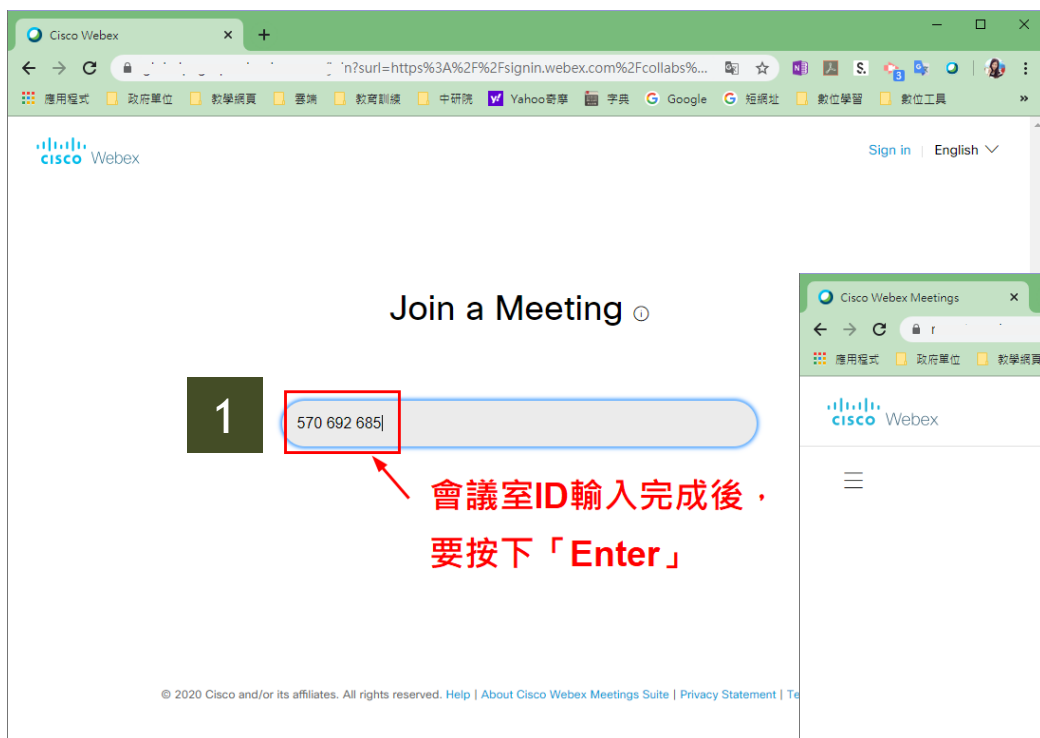 Cisco Webex
n?surl=https%3A%2F%2Fsignin.webex.com%2Fcollabs%...
應用程式 政府單位 教學網頁 雲端 教育訓練 中研院 Yahoo奇摩 字典 Google 短網址 數位學習 數位工具 »
cisco Webex
Sign in | English
Join a Meeting
1
570 692 685
會議室ID輸入完成後，
要按下「Enter」
© 2020 Cisco and/or its affiliates. All rights reserved. Help | About Cisco Webex Meetings Suite | Privacy Statement | Te
Cisco Webex Meetings
應用程式 政府單位 教學網頁
cisco Webex